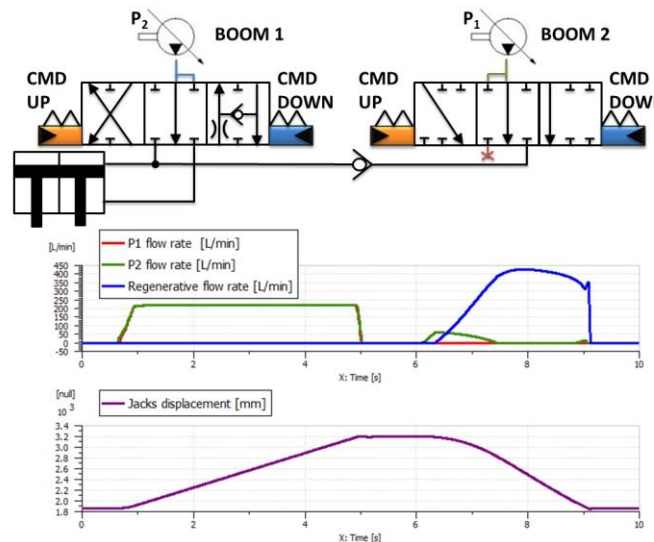 P2 BOOM 1 P1 BOOM 2
CMD UP CMD DOWN CMD UP CMD DOWN
[L/min]
P1 flow rate [L/min]
P2 flow rate [L/min]
Regenerative flow rate [L/min]
450
400
350
300
250
200
150
100
50
0
-50
0 2 4 6 8 10
X: Time [s]
[null]
10 3
Jacks displacement [mm]
3.4
3.2
3.0
2.8
2.6
2.4
2.2
2.0
1.8
0 2 4 6 8 10
X: Time [s]